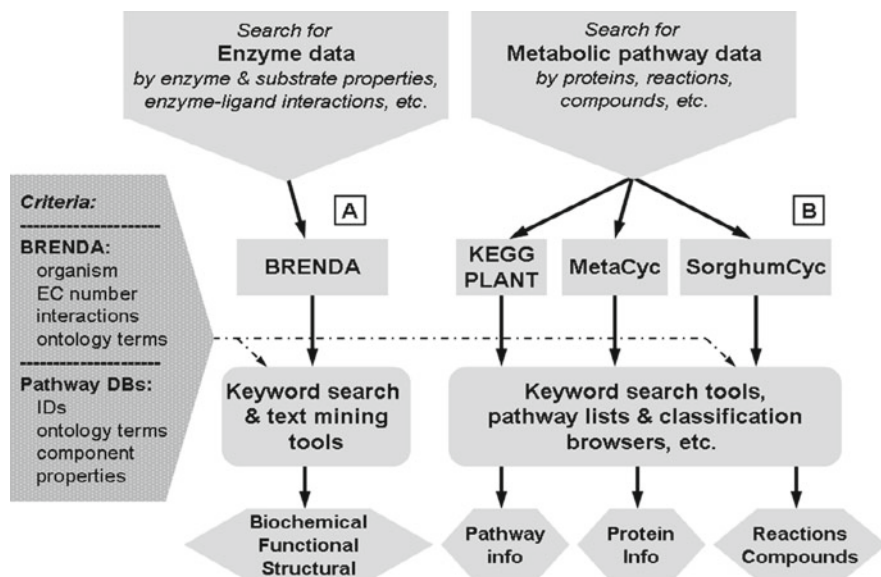 Search for
Enzyme data
by enzyme & substrate properties,
enzyme-ligand interactions, etc.
Search for
Metabolic pathway data
by proteins, reactions,
compounds, etc.
Criteria:
BRENDA:
organism
EC number
interactions
ontology terms
Pathway DBs:
IDs
ontology terms
component
properties
A
B
BRENDA
KEGG
PLANT
MetaCyc
SorghumCyc
Keyword search
& text mining
tools
Keyword search tools,
pathway lists & classification
browsers, etc.
Biochemical
Functional
Structural
Pathway
info
Protein
Info
Reactions
Compounds